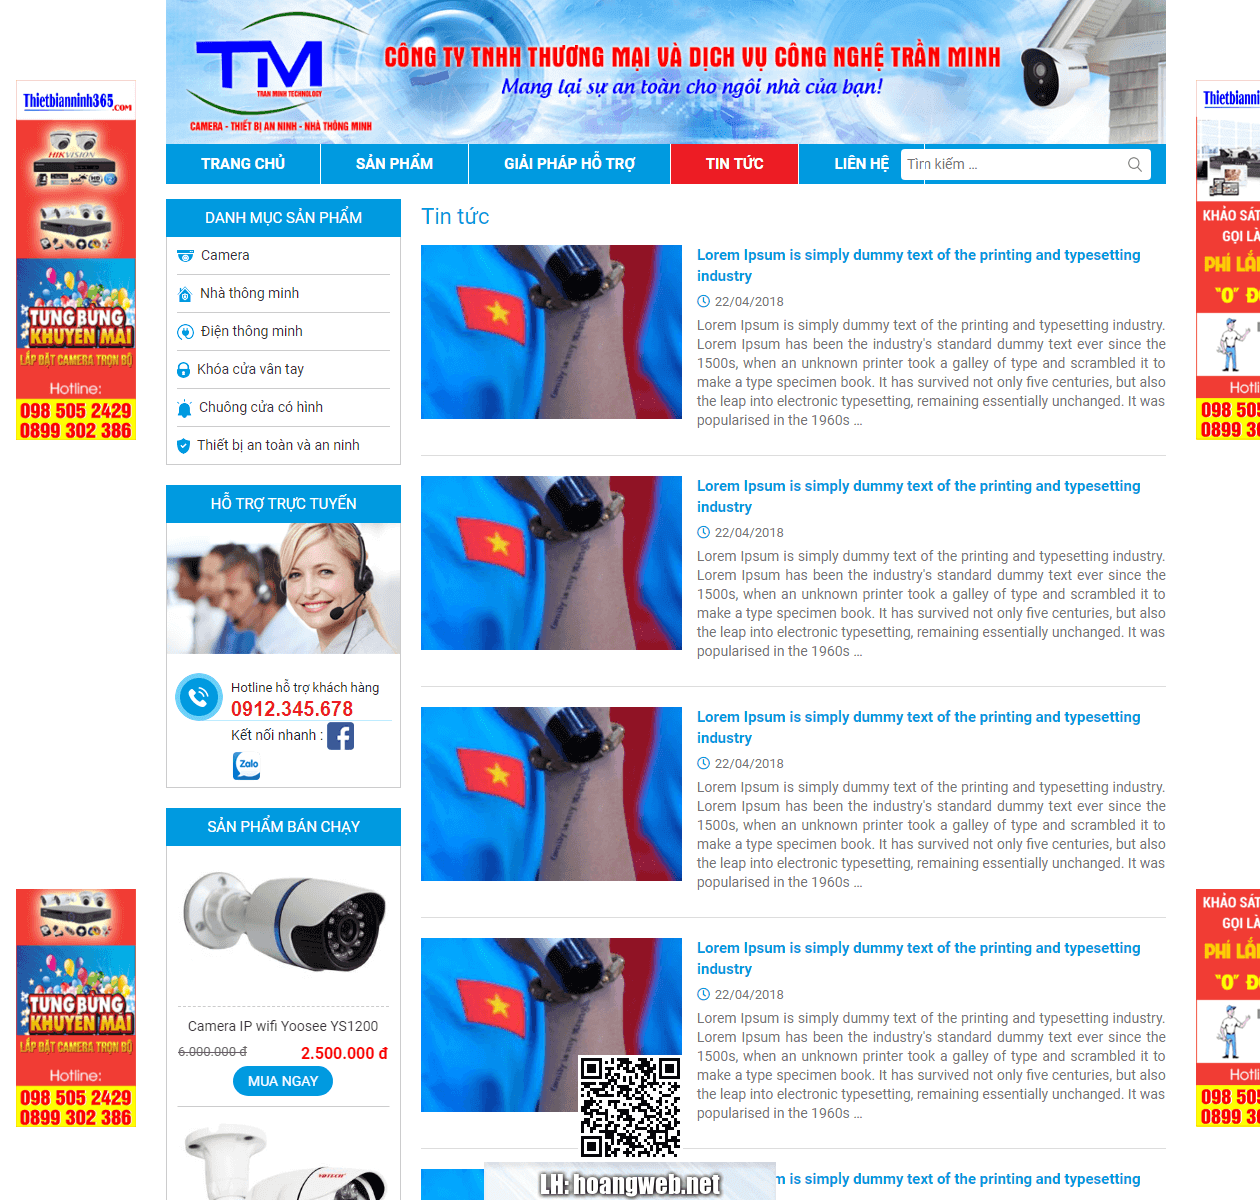 TM
TRAN MINH TECHNOLOGY
CAMERA - THIẾT BỊ AN NINH - NHÀ THÔNG MINH
CÔNG TY TNHH THƯƠNG MẠI VÀ DỊCH VỤ CÔNG NGHỆ TRẦN MINH
Mang lại sự an toàn cho ngôi nhà của bạn!
TRANG CHỦ
SẢN PHẨM
GIẢI PHÁP HỖ TRỢ
TIN TỨC
LIÊN HỆ
Tìm kiếm ...
Thietbianninh365.com
HIKVISION
TƯNG BỪNG
KHUYẾN MÃI
LẮP ĐẶT CAMERA TRỌN BỘ
Hotline:
098 505 2429
0899 302 386
DANH MỤC SẢN PHẨM
Camera
Nhà thông minh
Điện thông minh
Khóa cửa vân tay
Chuông cửa có hình
Thiết bị an toàn và an ninh
HỖ TRỢ TRỰC TUYẾN
Hotline hỗ trợ khách hàng
0912.345.678
Kết nối nhanh :
Zalo
SẢN PHẨM BÁN CHẠY
Camera IP wifi Yoosee YS1200
6.000.000 đ
2.500.000 đ
MUA NGAY
VDTECH
TƯNG BỪNG
KHUYẾN MÃI
LẮP ĐẶT CAMERA TRỌN BỘ
Hotline:
098 505 2429
0899 302 386
Tin tức
Lorem Ipsum is simply dummy text of the printing and typesetting
industry
22/04/2018
Lorem Ipsum is simply dummy text of the printing and typesetting industry.
Lorem Ipsum has been the industry's standard dummy text ever since the
1500s, when an unknown printer took a galley of type and scrambled it to
make a type specimen book. It has survived not only five centuries, but also
the leap into electronic typesetting, remaining essentially unchanged. It was
popularised in the 1960s ...
family is my
Lorem Ipsum is simply dummy text of the printing and typesetting
industry
22/04/2018
Lorem Ipsum is simply dummy text of the printing and typesetting industry.
Lorem Ipsum has been the industry's standard dummy text ever since the
1500s, when an unknown printer took a galley of type and scrambled it to
make a type specimen book. It has survived not only five centuries, but also
the leap into electronic typesetting, remaining essentially unchanged. It was
popularised in the 1960s ...
family is my
Lorem Ipsum is simply dummy text of the printing and typesetting
industry
22/04/2018
Lorem Ipsum is simply dummy text of the printing and typesetting industry.
Lorem Ipsum has been the industry's standard dummy text ever since the
1500s, when an unknown printer took a galley of type and scrambled it to
make a type specimen book. It has survived not only five centuries, but also
the leap into electronic typesetting, remaining essentially unchanged. It was
popularised in the 1960s ...
family is my
Lorem Ipsum is simply dummy text of the printing and typesetting
industry
22/04/2018
Lorem Ipsum is simply dummy text of the printing and typesetting industry.
Lorem Ipsum has been the industry's standard dummy text ever since the
1500s, when an unknown printer took a galley of type and scrambled it to
make a type specimen book. It has survived not only five centuries, but also
the leap into electronic typesetting, remaining essentially unchanged. It was
popularised in the 1960s ...
m is simply dummy text of the printing and typesetting
LH: hoangweb.net
Thietbianni
KHẢO SÁT
GỌI LÀ
PHÍ LẮ
"0" Đ
Hotli
098 505
0899 30
KHẢO SÁT
GỌI LÀ
PHÍ LẮ
"0" Đ
Hotli
098 505
0899 30